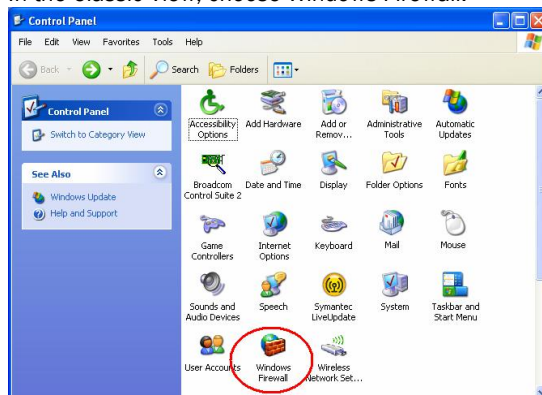 In the Classic View, choose Windows Firewall.
Control Panel
File Edit View Favorites Tools Help
Back Search Folders
Control Panel
Switch to Category View
See Also
Windows Update
Help and Support
Accessibility Options
Add Hardware
Add or Remov...
Administrative Tools
Automatic Updates
Broadcom Control Suite 2
Date and Time
Display
Folder Options
Fonts
Game Controllers
Internet Options
Keyboard
Mail
Mouse
Sounds and Audio Devices
Speech
Symantec LiveUpdate
System
Taskbar and Start Menu
User Accounts
Windows Firewall
Wireless Network Set...